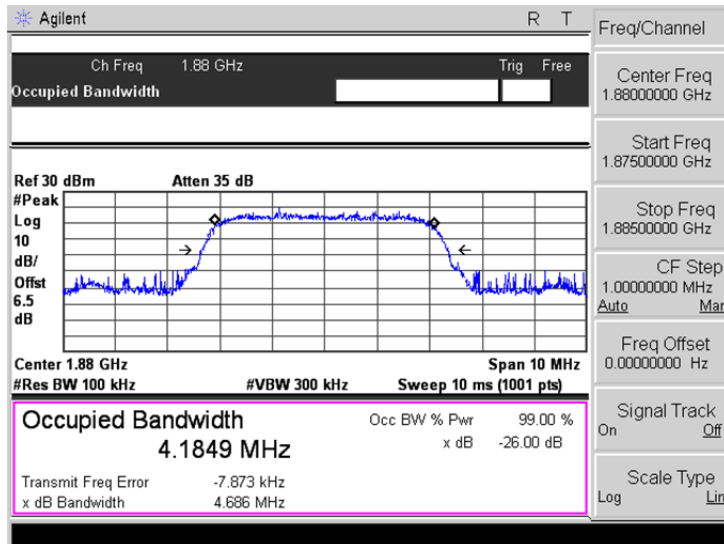 Agilent R T
Ch Freq 1.88 GHz Trig Free
Occupied Bandwidth
Ref 30 dBm Atten 35 dB
#Peak
Log
10
dB/
Offst
6.5
dB
Center 1.88 GHz Span 10 MHz
#Res BW 100 kHz #VBW 300 kHz Sweep 10 ms (1001 pts)
Occupied Bandwidth Occ BW % Pwr 99.00 %
4.1849 MHz x dB -26.00 dB
Transmit Freq Error -7.873 kHz
x dB Bandwidth 4.686 MHz
Freq/Channel
Center Freq
1.88000000 GHz
Start Freq
1.87500000 GHz
Stop Freq
1.88500000 GHz
CF Step
1.00000000 MHz
Auto Man
Freq Offset
0.00000000 Hz
Signal Track
On Off
Scale Type
Log Lin